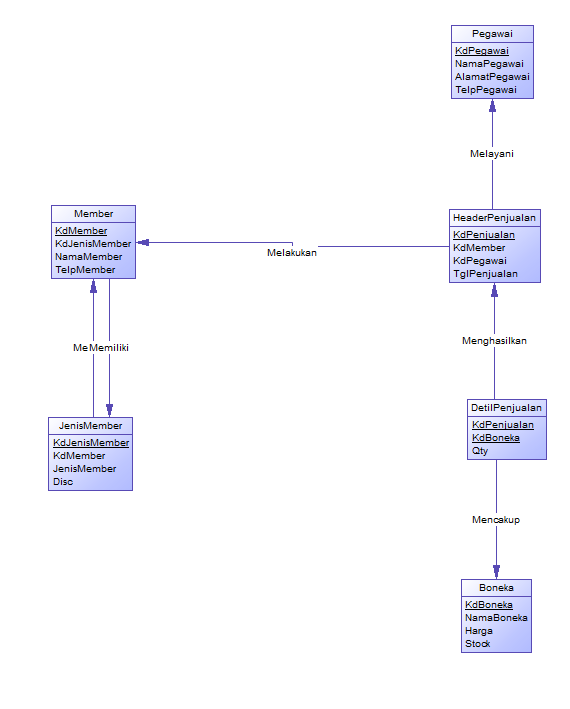 Pegawai
KdPegawai
NamaPegawai
AlamatPegawai
TelpPegawai
Melayani
Member
KdMember
KdJenisMember
NamaMember
TelpMember
Melakukan
HeaderPenjualan
KdPenjualan
KdMember
KdPegawai
TglPenjualan
Menghasilkan
MeMemiliki
DetilPenjualan
KdPenjualan
KdBoneka
Qty
JenisMember
KdJenisMember
KdMember
JenisMember
Disc
Mencakup
Boneka
KdBoneka
NamaBoneka
Harga
Stock